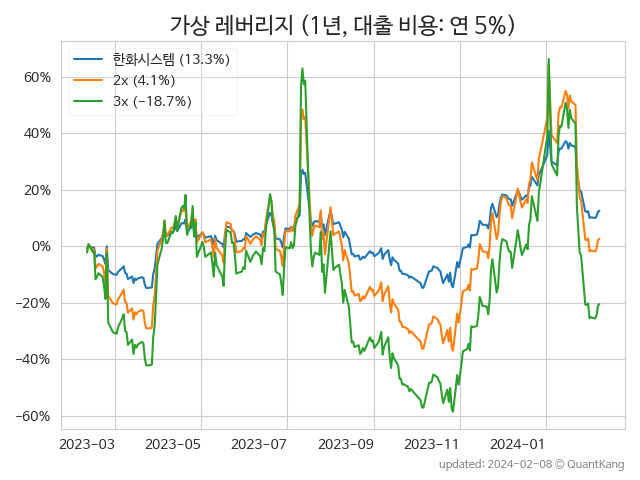 가상 레버리지 (1년, 대출 비용: 연 5%)
한화시스템 (13.3%)
2x (4.1%)
3x (−18.7%)
60%
40%
20%
0%
−20%
−40%
−60%
2023−03
2023−05
2023−07
2023−09
2023−11
2024−01
updated: 2024-02-08 © QuantKang